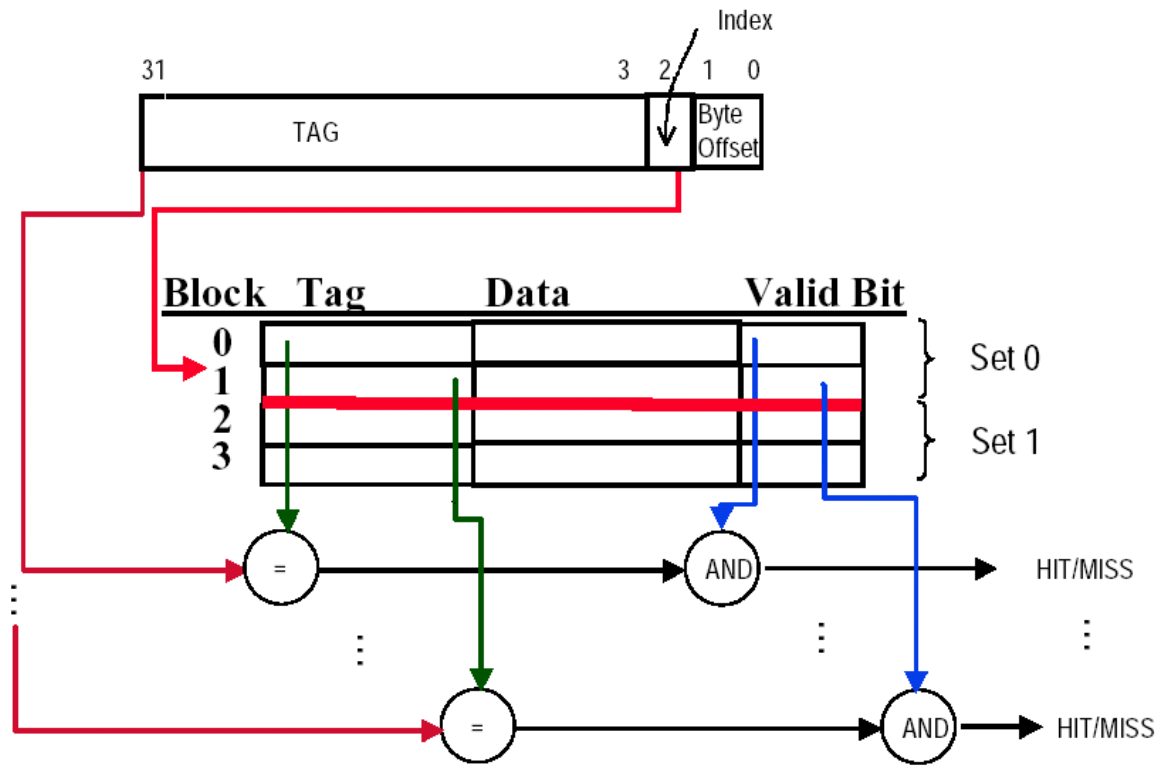 Index
31 3 2 1 0
TAG
Byte
Offset
Block Tag Data Valid Bit
0
1
2
3
Set 0
Set 1
= AND HIT/MISS
⋮
⋮ ⋮ ⋮
= AND HIT/MISS